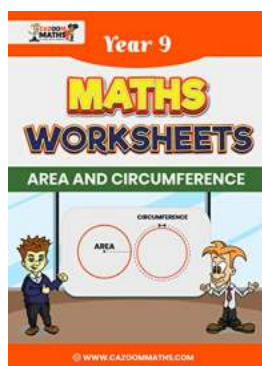 CAZOOM
MATHS
Year 9
MATHS
WORKSHEETS
AREA AND CIRCUMFERENCE
CIRCUMFERENCE
AREA
WWW.CAZOOMMATHS.COM